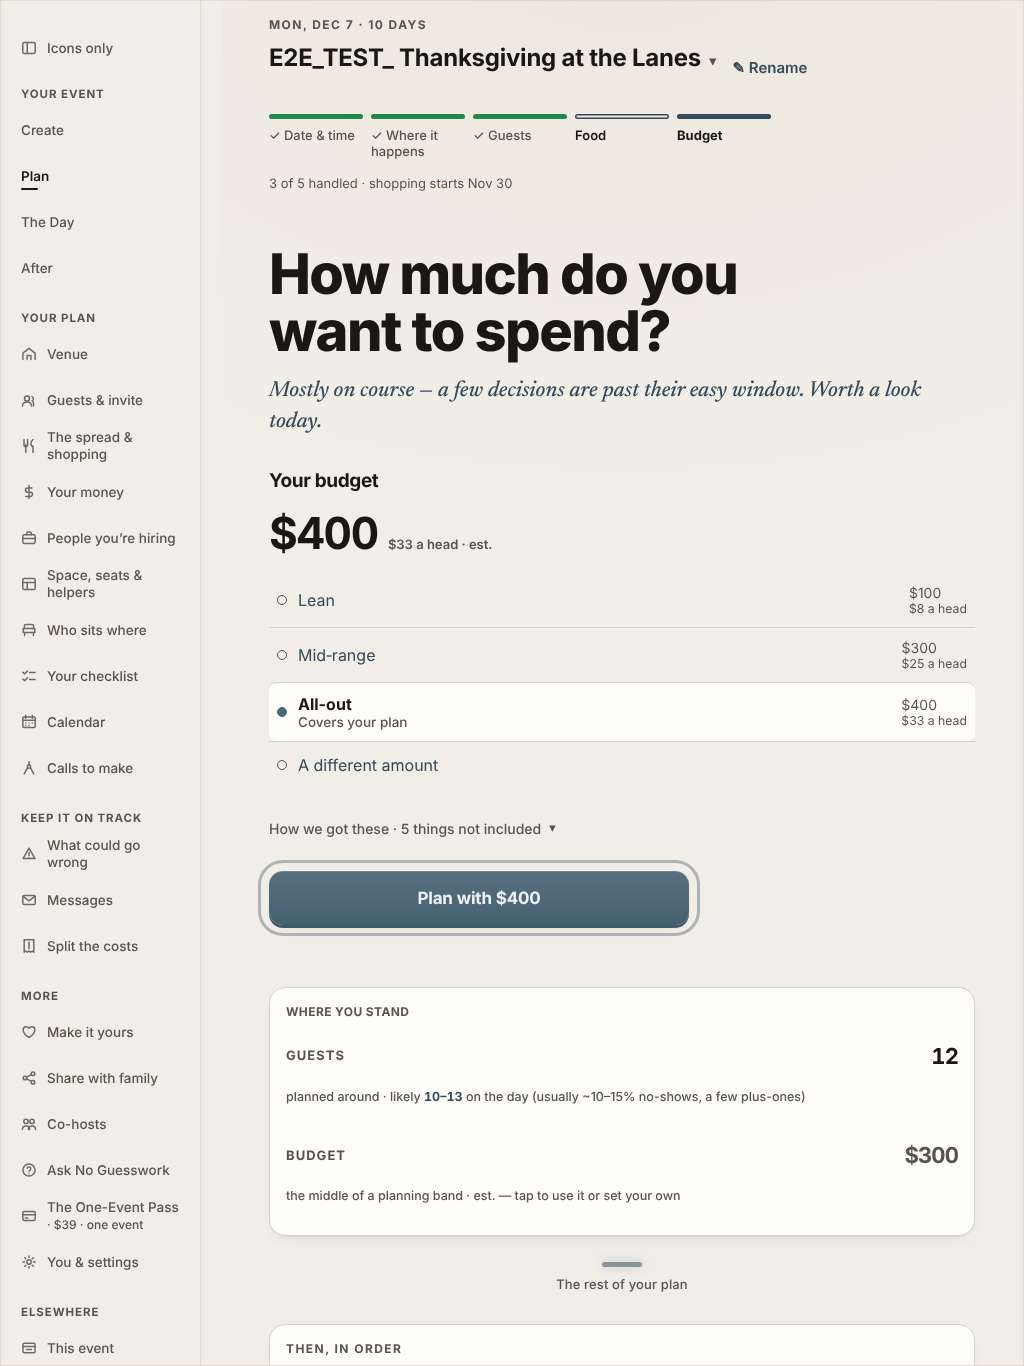 Icons only
YOUR EVENT
Create
Plan
The Day
After
YOUR PLAN
Venue
Guests & invite
The spread &
shopping
Your money
People you're hiring
Space, seats &
helpers
Who sits where
Your checklist
Calendar
Calls to make
KEEP IT ON TRACK
What could go
wrong
Messages
Split the costs
MORE
Make it yours
Share with family
Co-hosts
Ask No Guesswork
The One-Event Pass
· $39 · one event
You & settings
ELSEWHERE
This event
MON, DEC 7 · 10 DAYS
E2E_TEST_ Thanksgiving at the Lanes ▾ ✎ Rename
✓ Date & time
✓ Where it
happens
✓ Guests
Food
Budget
3 of 5 handled · shopping starts Nov 30
How much do you
want to spend?
Mostly on course — a few decisions are past their easy window. Worth a look
today.
Your budget
$400 $33 a head · est.
Lean
$100
$8 a head
Mid-range
$300
$25 a head
All-out
Covers your plan
$400
$33 a head
A different amount
How we got these · 5 things not included ▾
Plan with $400
WHERE YOU STAND
GUESTS 12
planned around · likely 10–13 on the day (usually ~10–15% no-shows, a few plus-ones)
BUDGET $300
the middle of a planning band · est. — tap to use it or set your own
The rest of your plan
THEN, IN ORDER